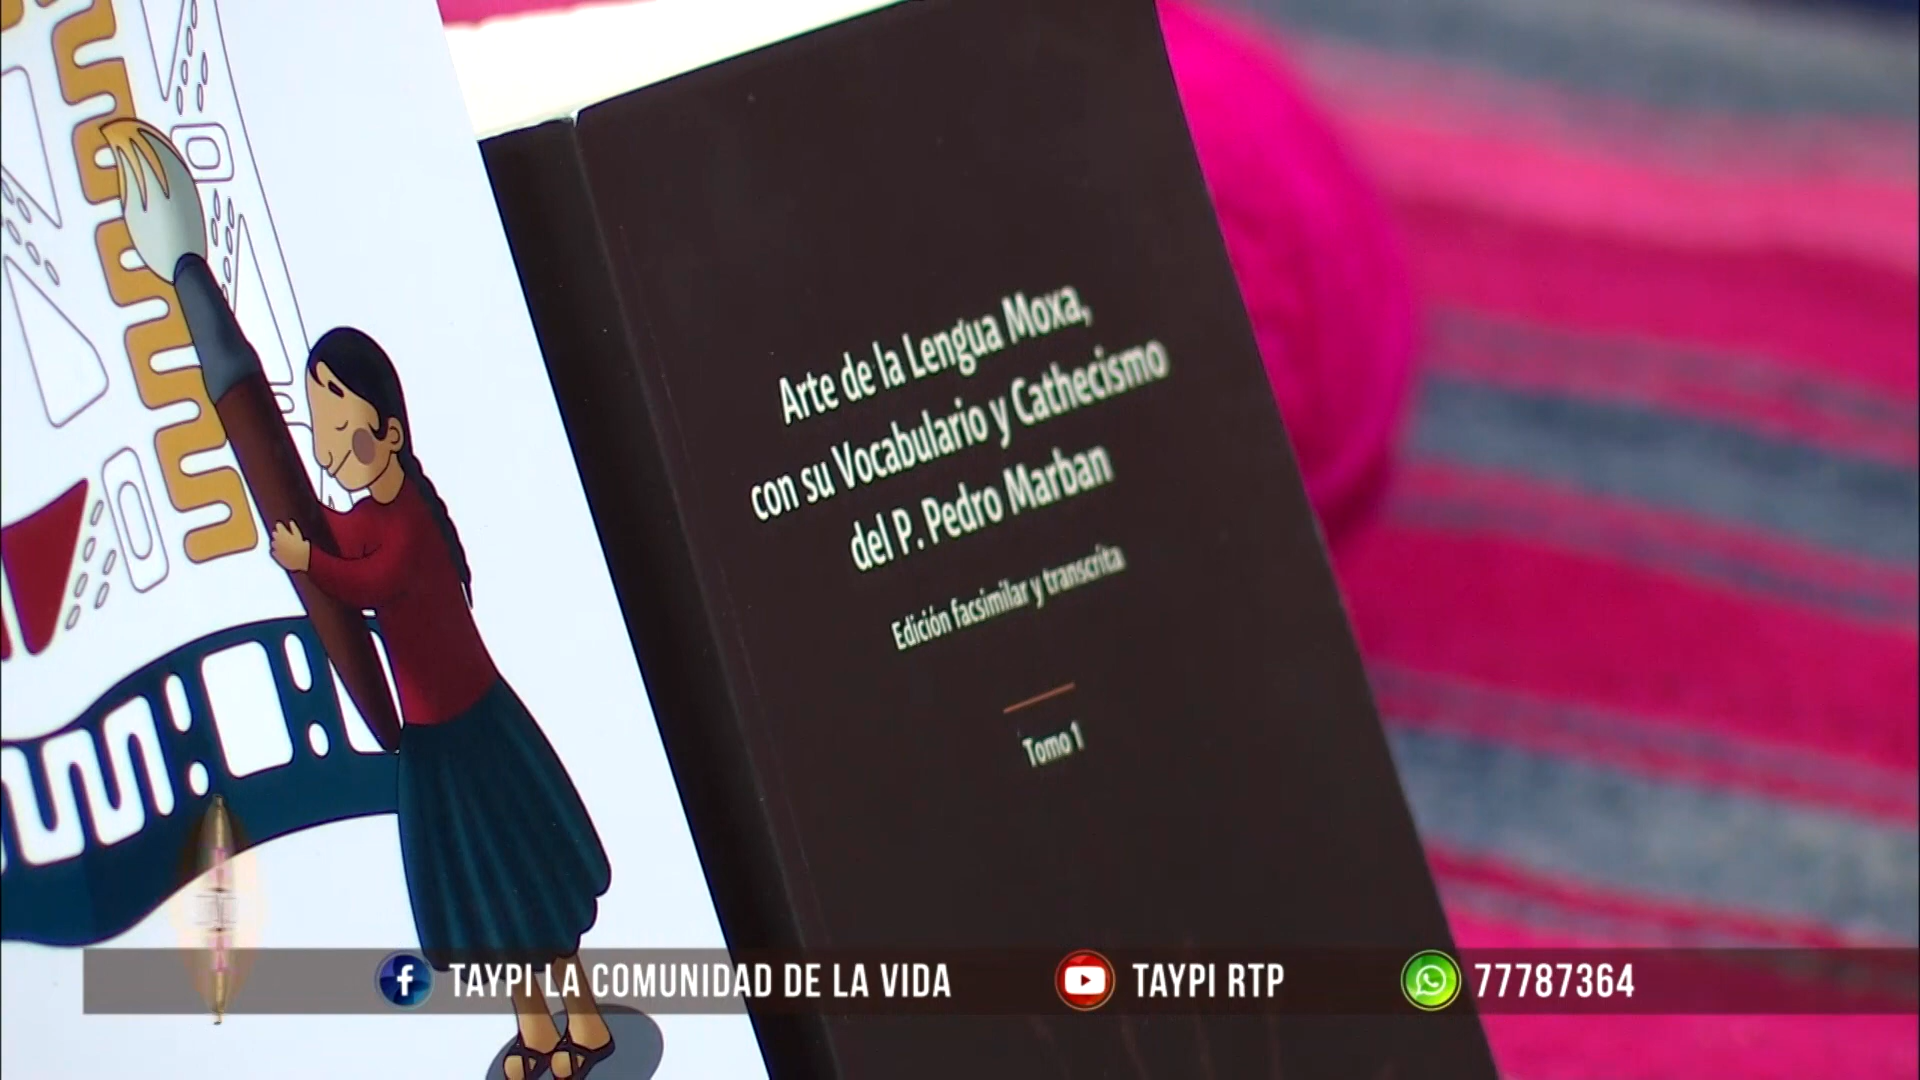 Arte de la Lengua Moxa,
con su Vocabulario y Cathecismo
del P. Pedro Marban
Edición facsimilar y transcrita
Tomo 1
TAYPI LA COMUNIDAD DE LA VIDA
TAYPI RTP
77787364